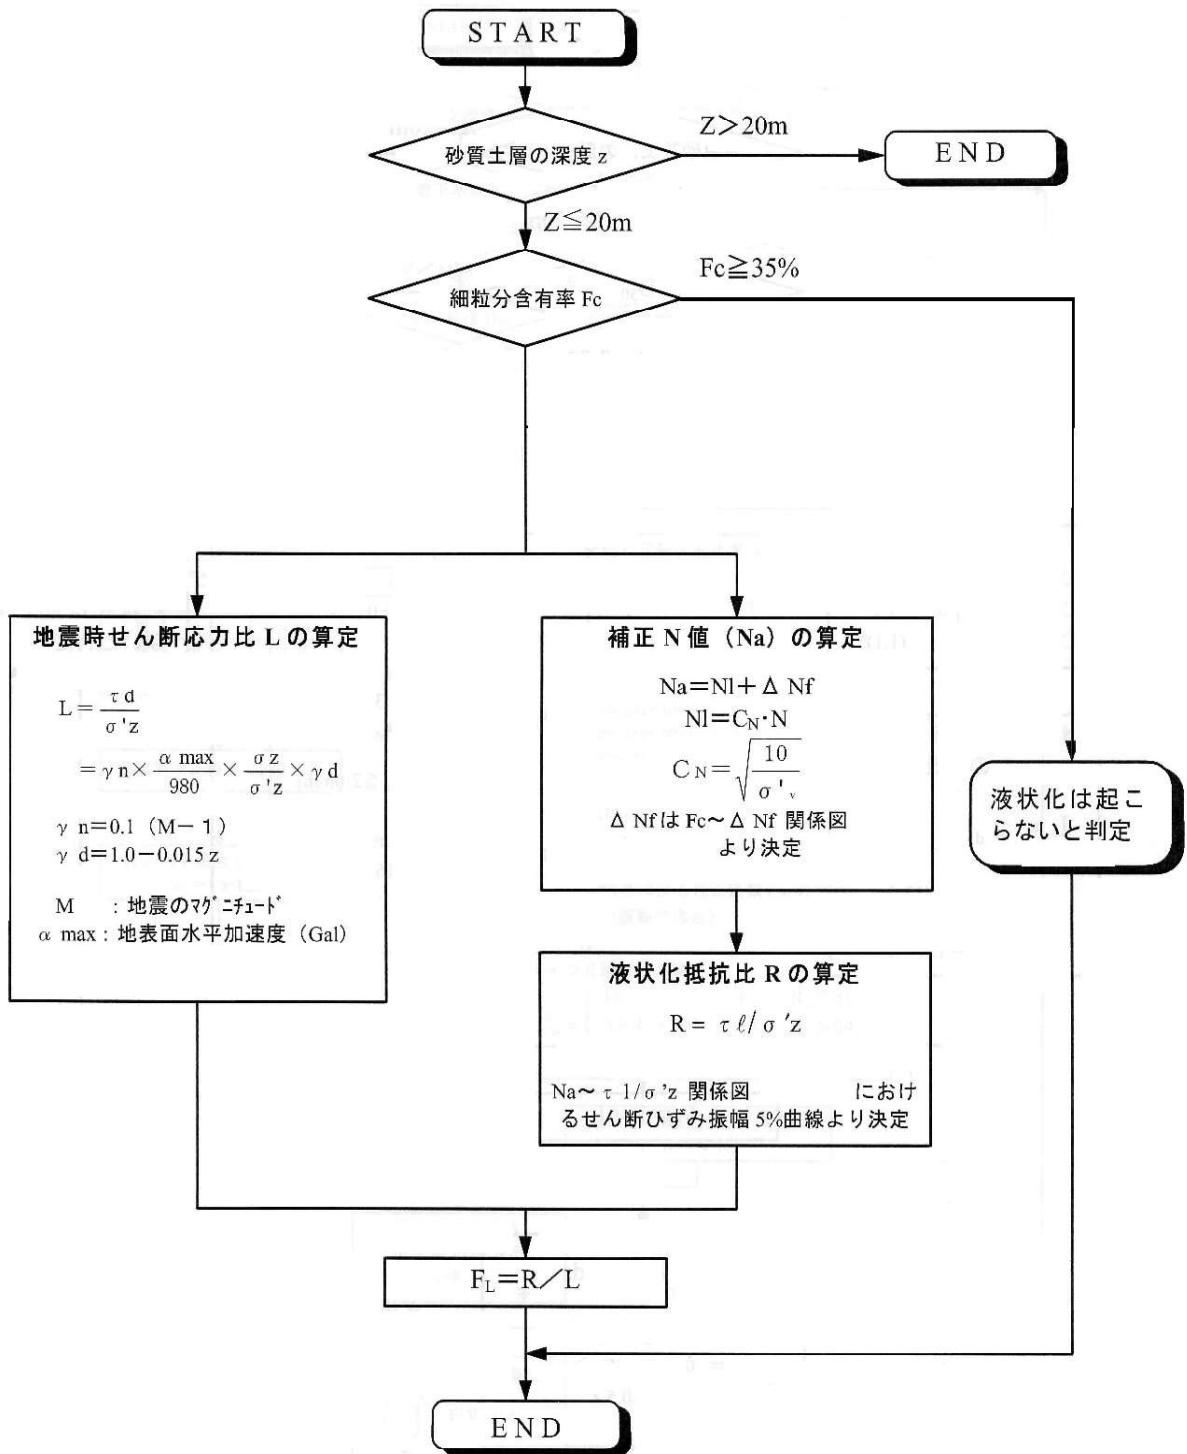 START
砂質土層の深度 z
Z＞20m
END
Z≦20m
細粒分含有率 Fc
Fc≧35%
地震時せん断応力比 L の算定
L＝τd/σ'z
＝γn×αmax/980×σz/σ'z×γd
γn=0.1（M−1）
γd=1.0−0.015z
M ：地震のﾏｸﾞﾆﾁｭｰﾄﾞ
αmax：地表面水平加速度（Gal）
補正 N 値（Na）の算定
Na＝Nl＋ΔNf
Nl＝CN･N
CN＝√10/σ'v
ΔNfは Fc～ΔNf 関係図
より決定
液状化抵抗比 R の算定
R＝τℓ/σ'z
Na～τ1/σ'z 関係図 におけ
るせん断ひずみ振幅 5%曲線より決定
液状化は起こ
らないと判定
FL＝R／L
END